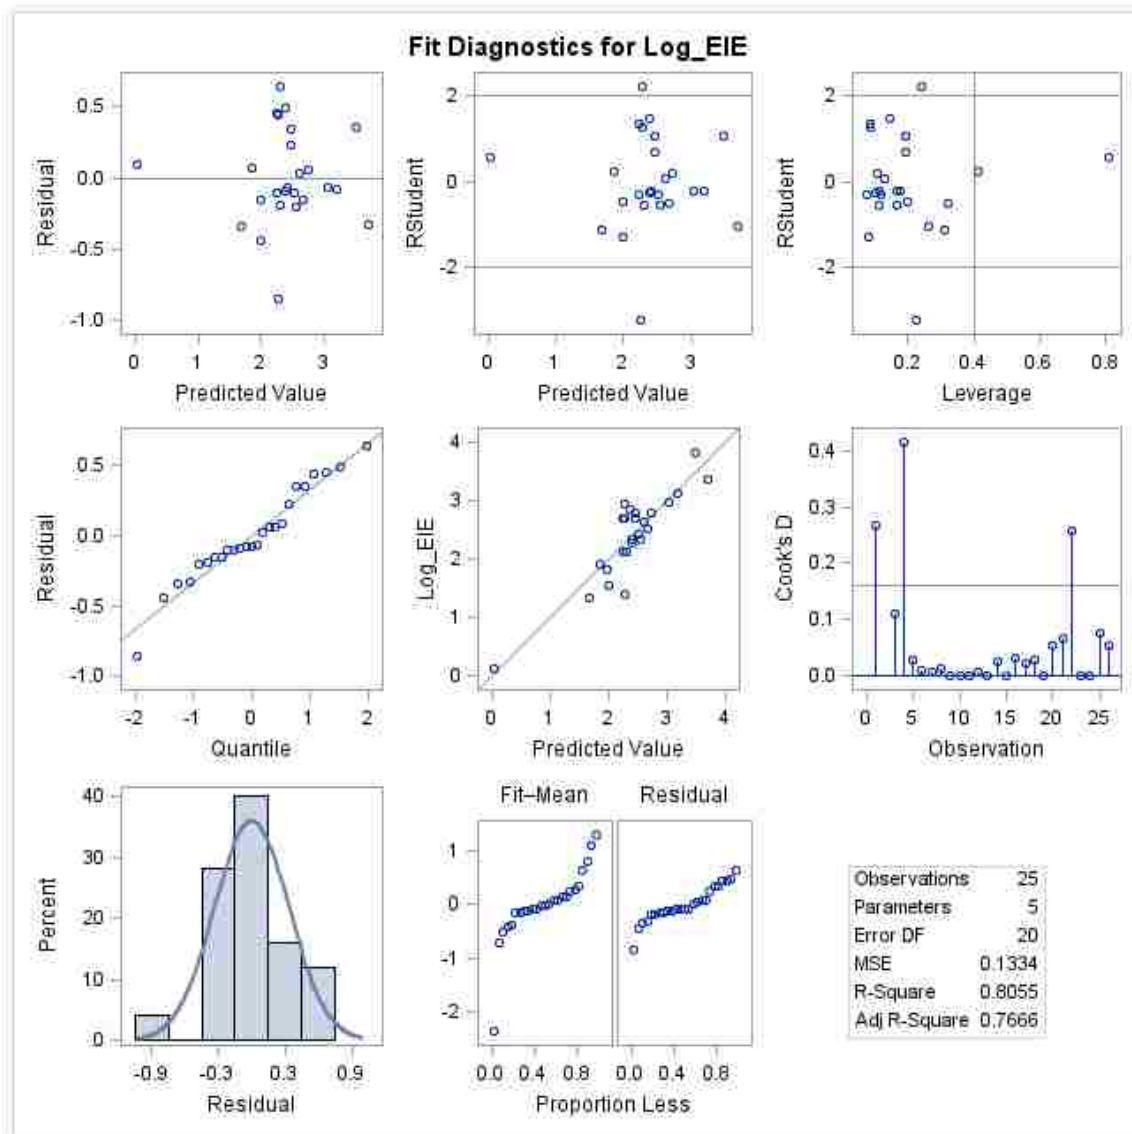 Fit Diagnostics for Log_EIE
0.5
0.0
-0.5
-1.0
Residual
0 1 2 3
Predicted Value
2
0
-2
RStudent
0 1 2 3
Predicted Value
2
0
-2
RStudent
0.2 0.4 0.6 0.8
Leverage
0.5
0.0
-0.5
-1.0
Residual
-2 -1 0 1 2
Quantile
4
3
2
1
0
Log_EIE
0 1 2 3 4
Predicted Value
0.4
0.3
0.2
0.1
0.0
Cook's D
0 5 10 15 20 25
Observation
40
30
20
10
0
Percent
-0.9 -0.3 0.3 0.9
Residual
Fit–Mean Residual
1
0
-1
-2
0.0 0.4 0.8 0.0 0.4 0.8
Proportion Less
Observations 25
Parameters 5
Error DF 20
MSE 0.1334
R-Square 0.8055
Adj R-Square 0.7666